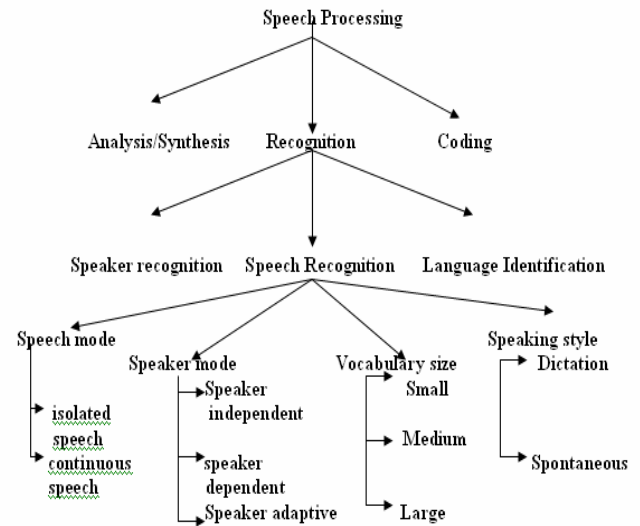 Speech Processing
Analysis/Synthesis
Recognition
Coding
Speaker recognition
Speech Recognition
Language Identification
Speech mode
isolated
speech
continuous
speech
Speaker mode
Speaker
independent
speaker
dependent
Speaker adaptive
Vocabulary size
Small
Medium
Large
Speaking style
Dictation
Spontaneous